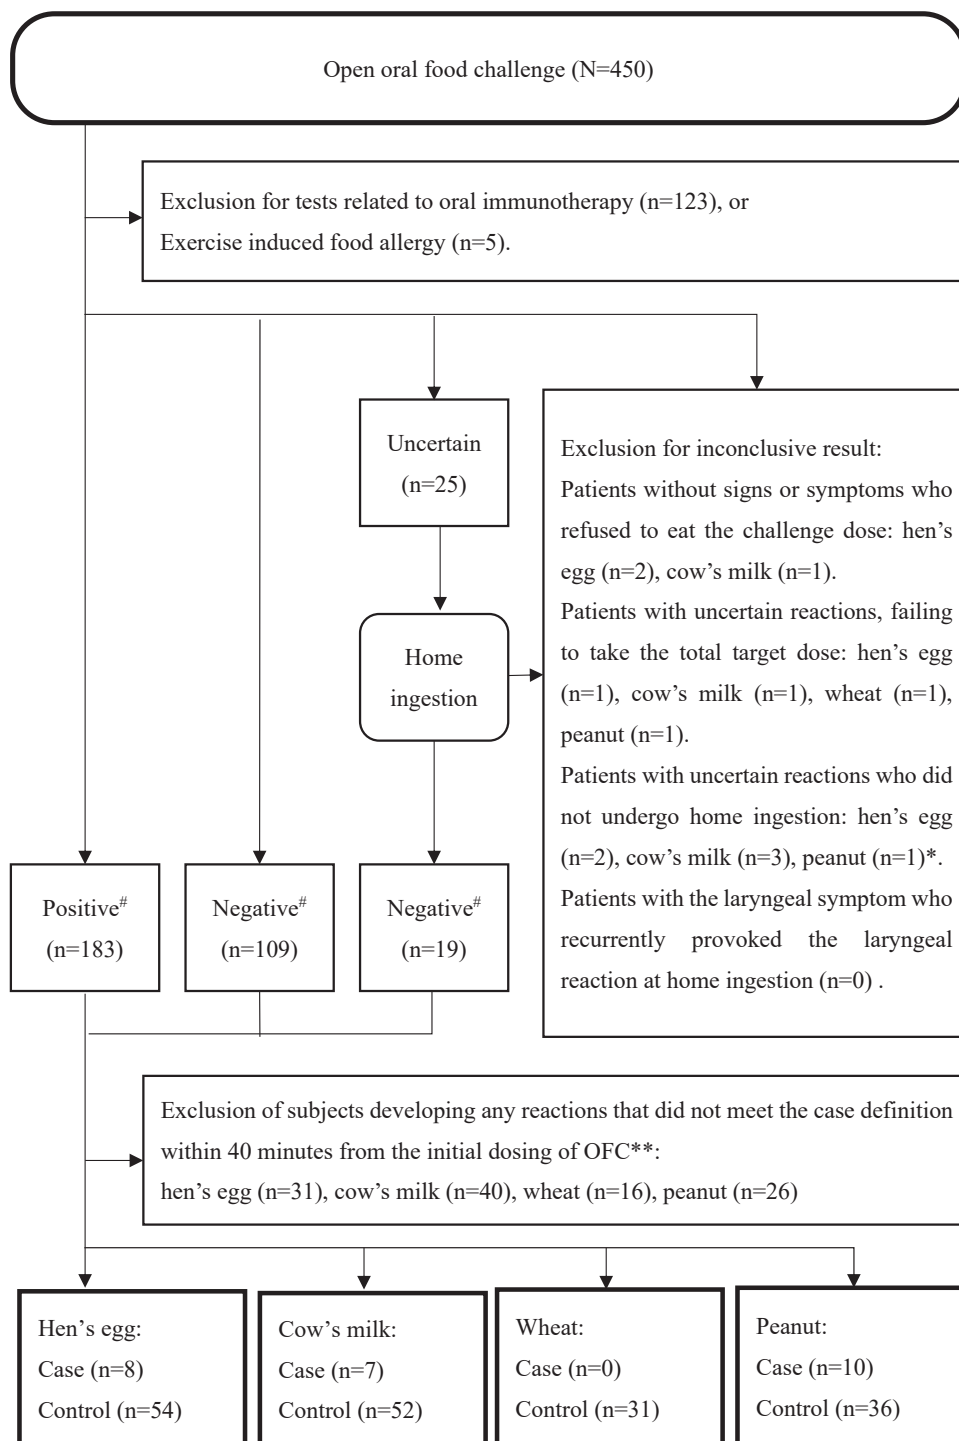 Open oral food challenge (N=450)
Exclusion for tests related to oral immunotherapy (n=123), or
Exercise induced food allergy (n=5).
Uncertain
(n=25)
Home
ingestion
Exclusion for inconclusive result:
Patients without signs or symptoms who
refused to eat the challenge dose: hen's
egg (n=2), cow's milk (n=1).
Patients with uncertain reactions, failing
to take the total target dose: hen's egg
(n=1), cow's milk (n=1), wheat (n=1),
peanut (n=1).
Patients with uncertain reactions who did
not undergo home ingestion: hen's egg
(n=2), cow's milk (n=3), peanut (n=1)*.
Patients with the laryngeal symptom who
recurrently provoked the laryngeal
reaction at home ingestion (n=0) .
Positive#
(n=183)
Negative#
(n=109)
Negative#
(n=19)
Exclusion of subjects developing any reactions that did not meet the case definition
within 40 minutes from the initial dosing of OFC**:
hen's egg (n=31), cow's milk (n=40), wheat (n=16), peanut (n=26)
Hen's egg:
Case (n=8)
Control (n=54)
Cow's milk:
Case (n=7)
Control (n=52)
Wheat:
Case (n=0)
Control (n=31)
Peanut:
Case (n=10)
Control (n=36)